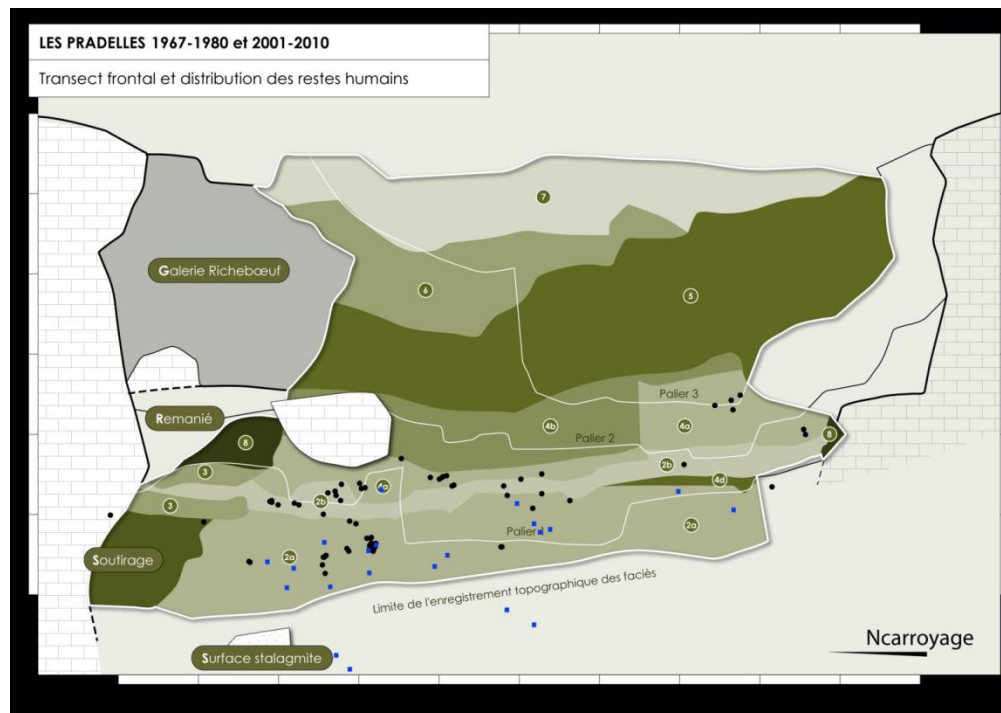 LES PRADELLES 1967-1980 et 2001-2010
Transect frontal et distribution des restes humains
7
Galerie Richebœuf
6
5
Palier 3
Remanié
4b
4a
8
8
Palier 2
3
2b
4d
4a
2b
3
Palier
2a
2a
Soutirage
Limite de l'enregistrement topographique des faciès
Ncarroyage
Surface stalagmite